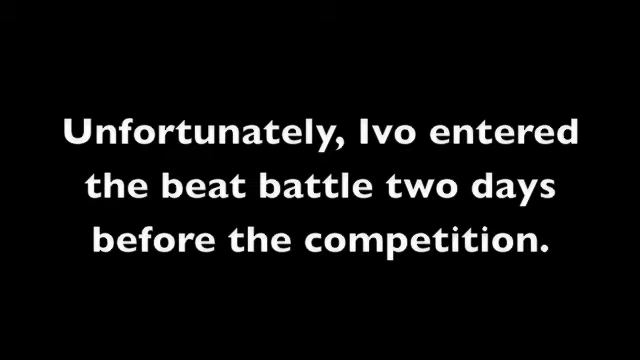 Unfortunately, Ivo entered
the beat battle two days
before the competition.